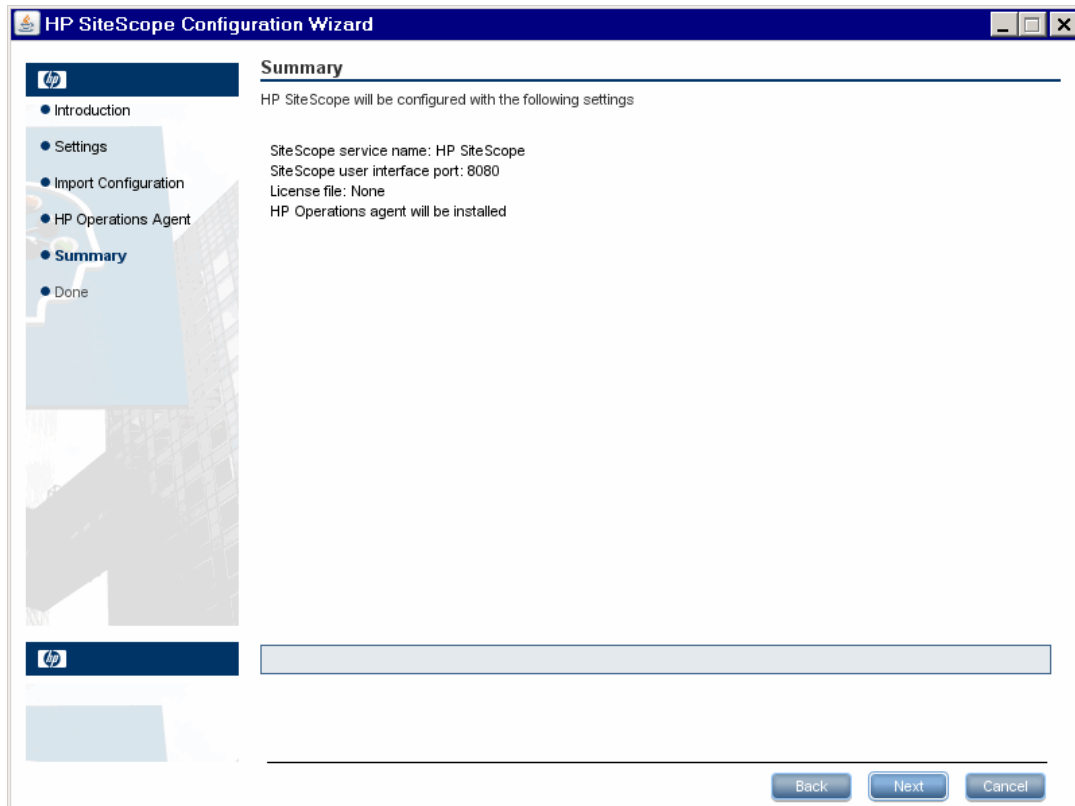 HP SiteScope Configuration Wizard
hp
Introduction
Settings
Import Configuration
HP Operations Agent
Summary
Done
Summary
HP SiteScope will be configured with the following settings
SiteScope service name: HP SiteScope
SiteScope user interface port: 8080
License file: None
HP Operations agent will be installed
hp
Back
Next
Cancel